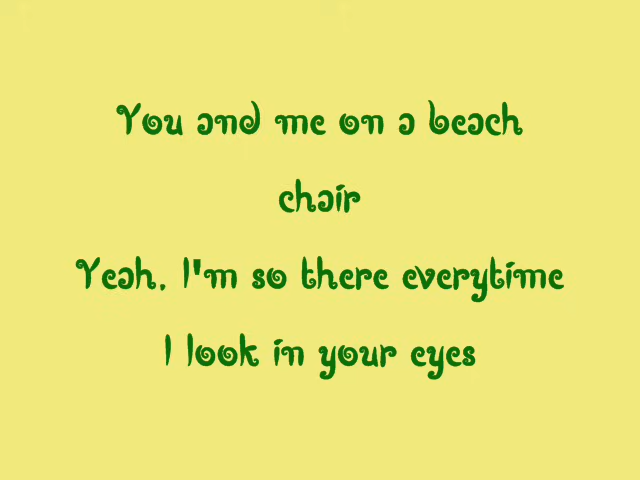 You and me on a beach
chair
Yeah, I'm so there everytime
I look in your eyes